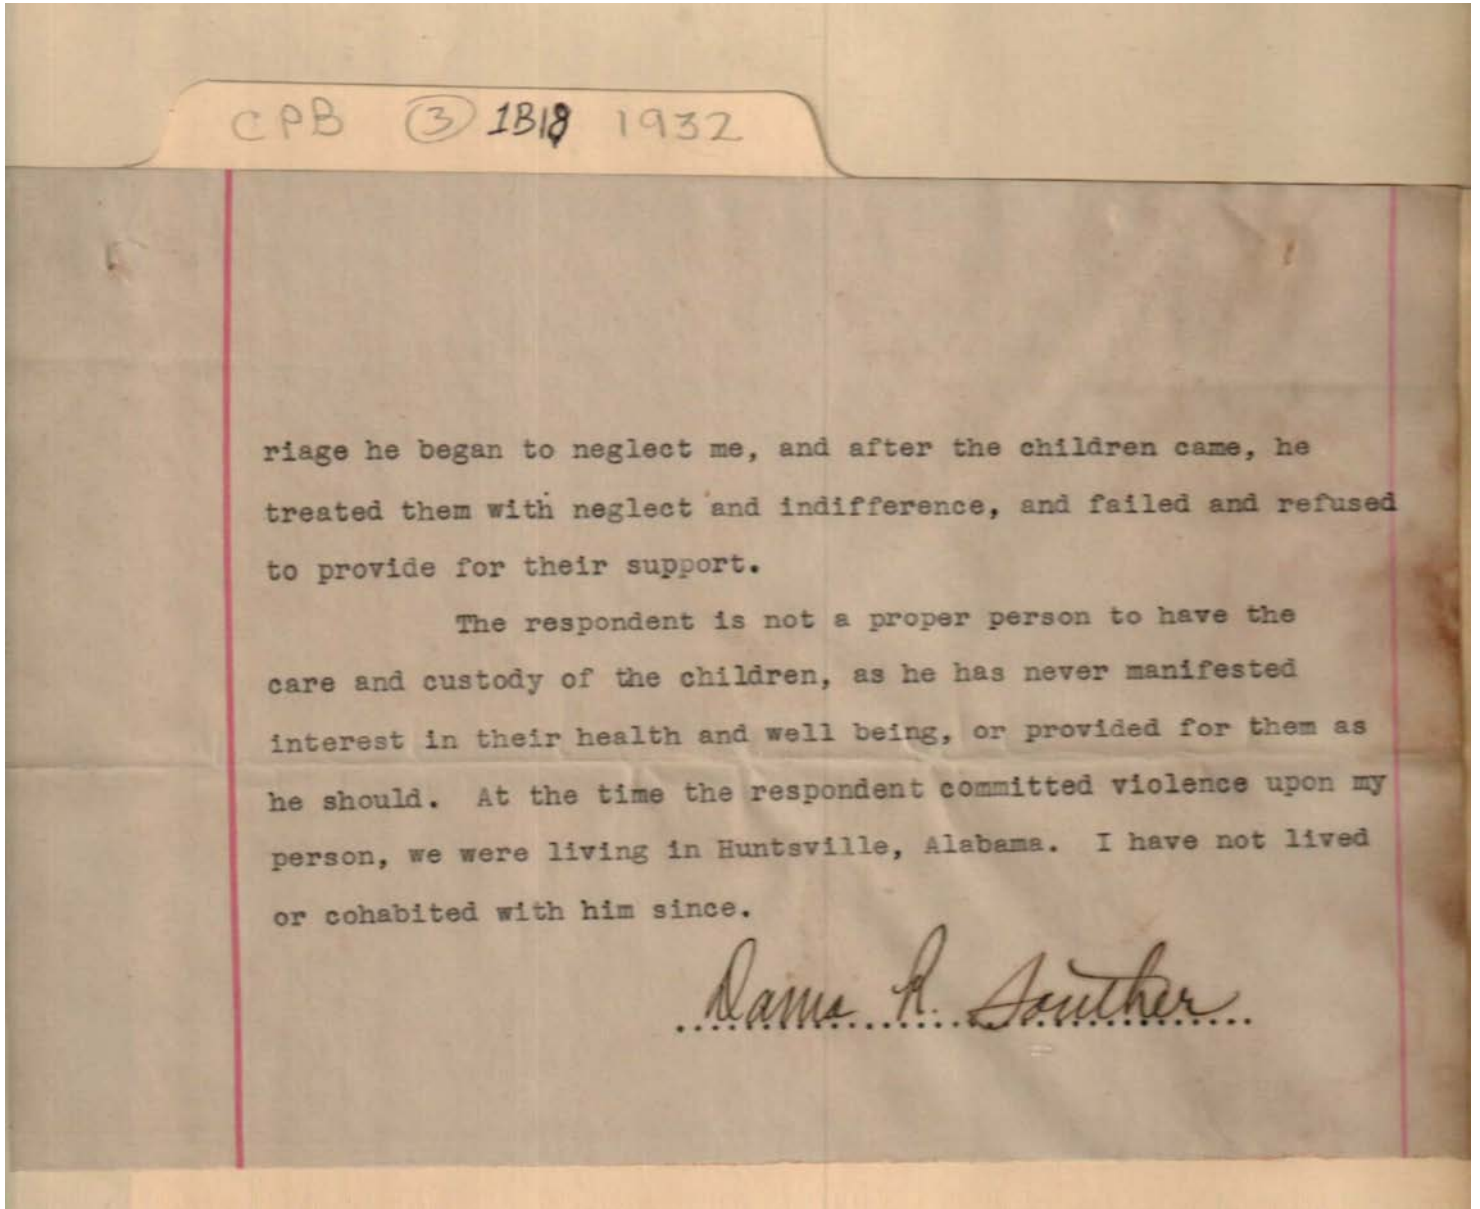 CPB 3 1B18 1932
riage he began to neglect me, and after the children came, he
treated them with neglect and indifference, and failed and refused
to provide for their support.
The respondent is not a proper person to have the
care and custody of the children, as he has never manifested
interest in their health and well being, or provided for them as
he should. At the time the respondent committed violence upon my
person, we were living in Huntsville, Alabama. I have not lived
or cohabited with him since.
R. Souther